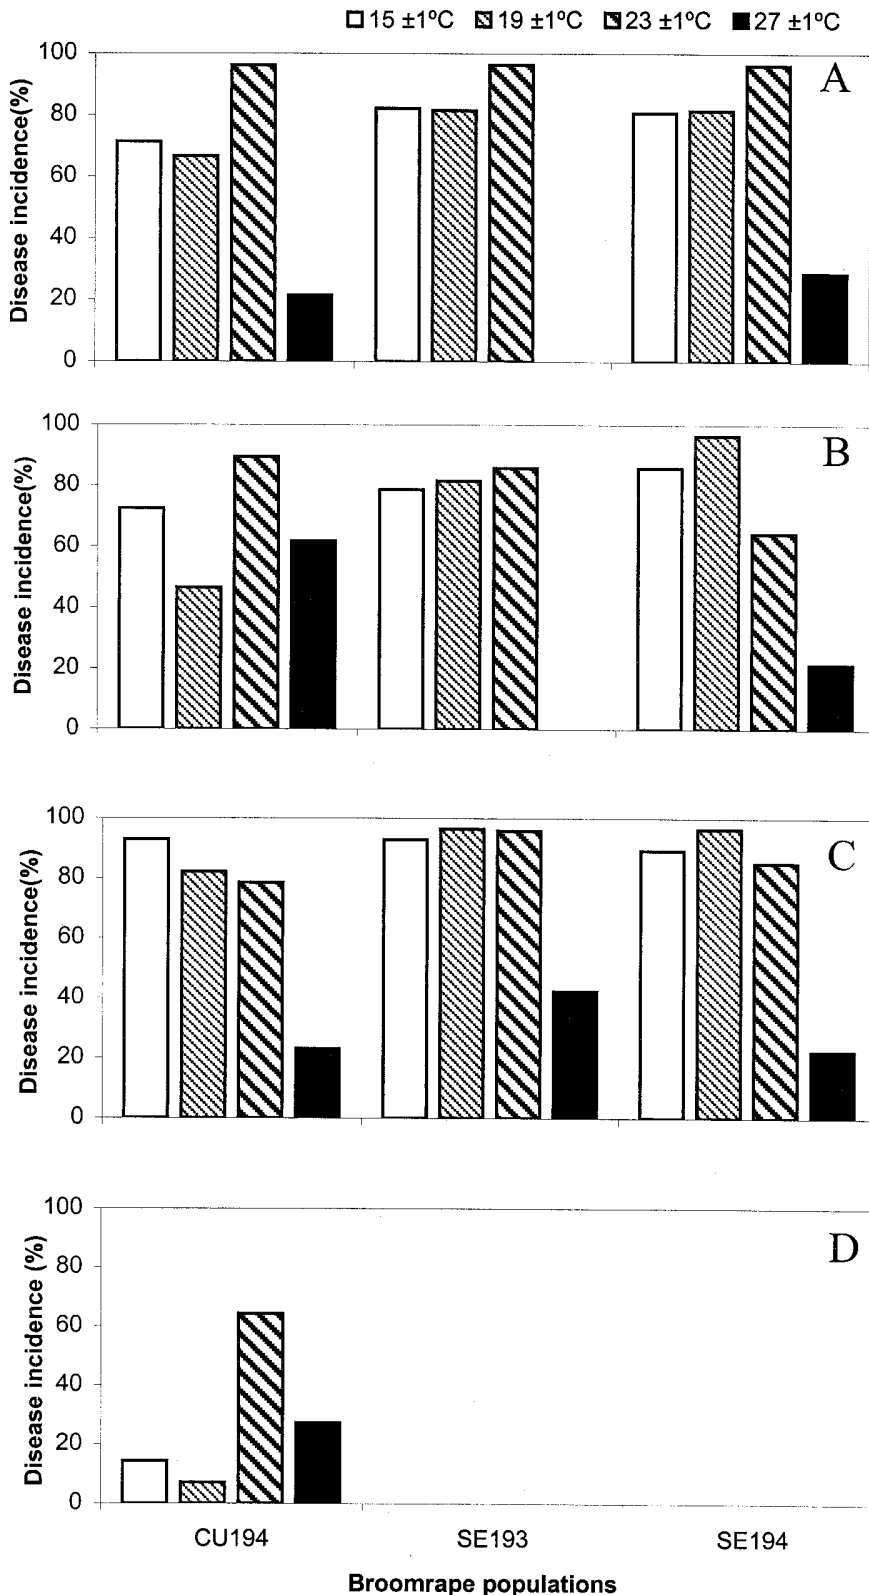 15 ±1ºC 19 ±1ºC 23 ±1ºC 27 ±1ºC
A
Disease incidence(%)
100
80
60
40
20
0
B
Disease incidence(%)
100
80
60
40
20
0
C
Disease incidence(%)
100
80
60
40
20
0
D
Disease incidence (%)
100
80
60
40
20
0
CU194 SE193 SE194
Broomrape populations